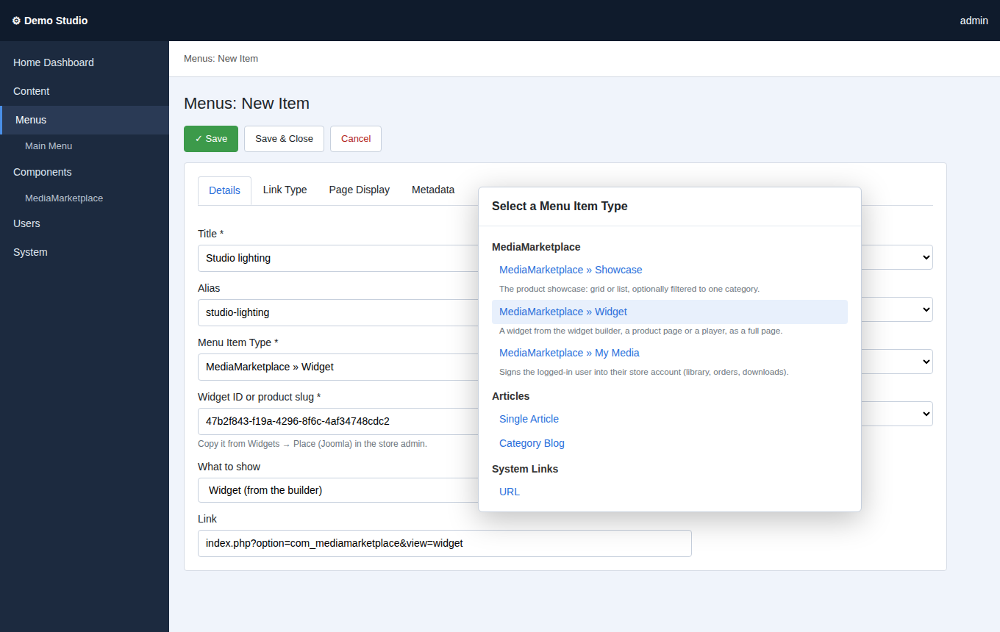 ⚙ Demo Studio
admin
Home Dashboard
Content
Menus
Main Menu
Components
MediaMarketplace
Users
System
Menus: New Item
Menus: New Item
✓ Save
Save & Close
Cancel
Details
Link Type
Page Display
Metadata
Title *
Studio lighting
Alias
studio-lighting
Menu Item Type *
MediaMarketplace » Widget
Widget ID or product slug *
47b2f843-f19a-4296-8f6c-4af34748cdc2
Copy it from Widgets → Place (Joomla) in the store admin.
What to show
Widget (from the builder)
Link
index.php?option=com_mediamarketplace&view=widget
Select a Menu Item Type
MediaMarketplace
MediaMarketplace » Showcase
The product showcase: grid or list, optionally filtered to one category.
MediaMarketplace » Widget
A widget from the widget builder, a product page or a player, as a full page.
MediaMarketplace » My Media
Signs the logged-in user into their store account (library, orders, downloads).
Articles
Single Article
Category Blog
System Links
URL